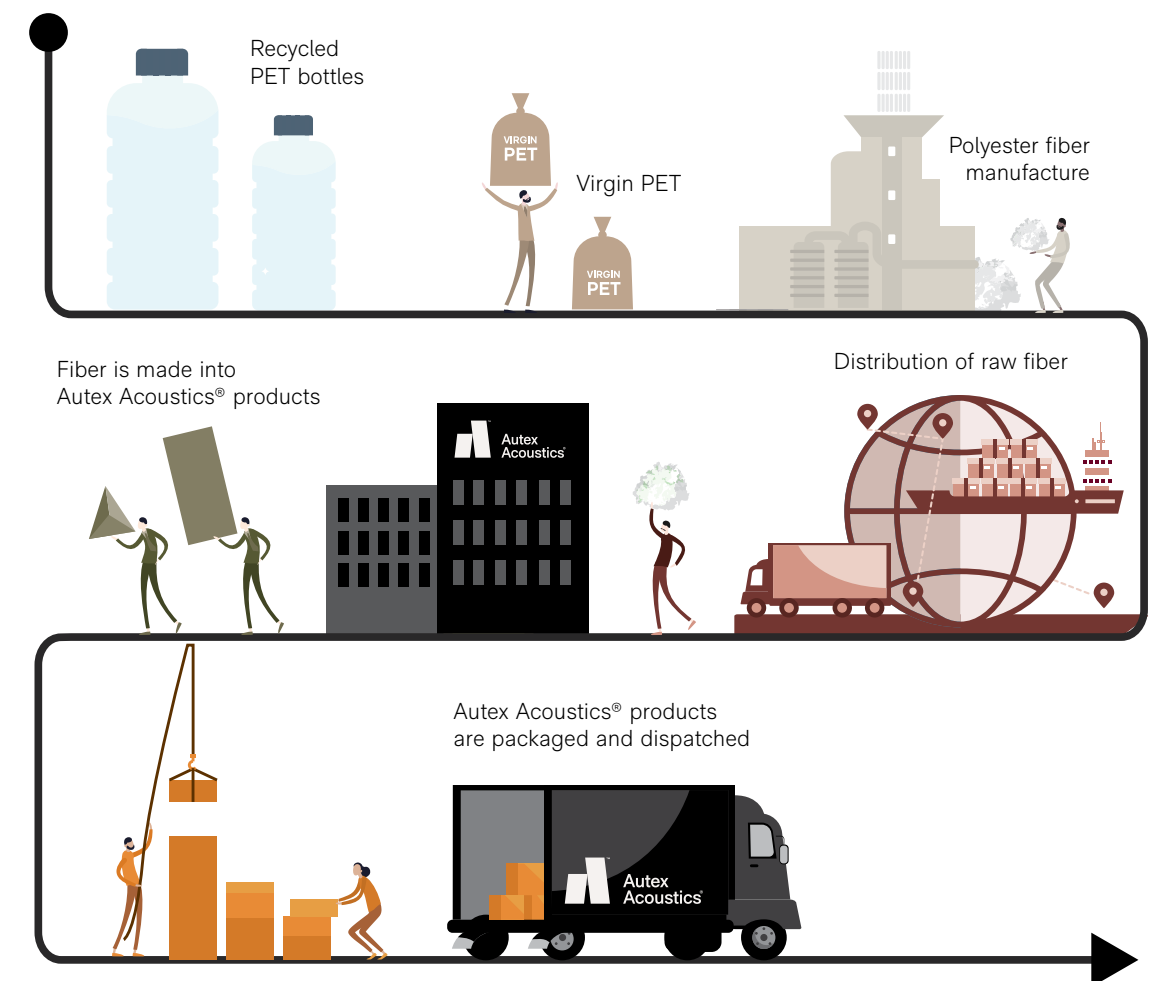 Recycled
PET bottles
VIRGIN
PET
Virgin PET
VIRGIN
PET
Polyester fiber
manufacture
Distribution of raw fiber
Fiber is made into
Autex Acoustics® products
Autex
Acoustics®
Autex Acoustics® products
are packaged and dispatched
Autex
Acoustics®